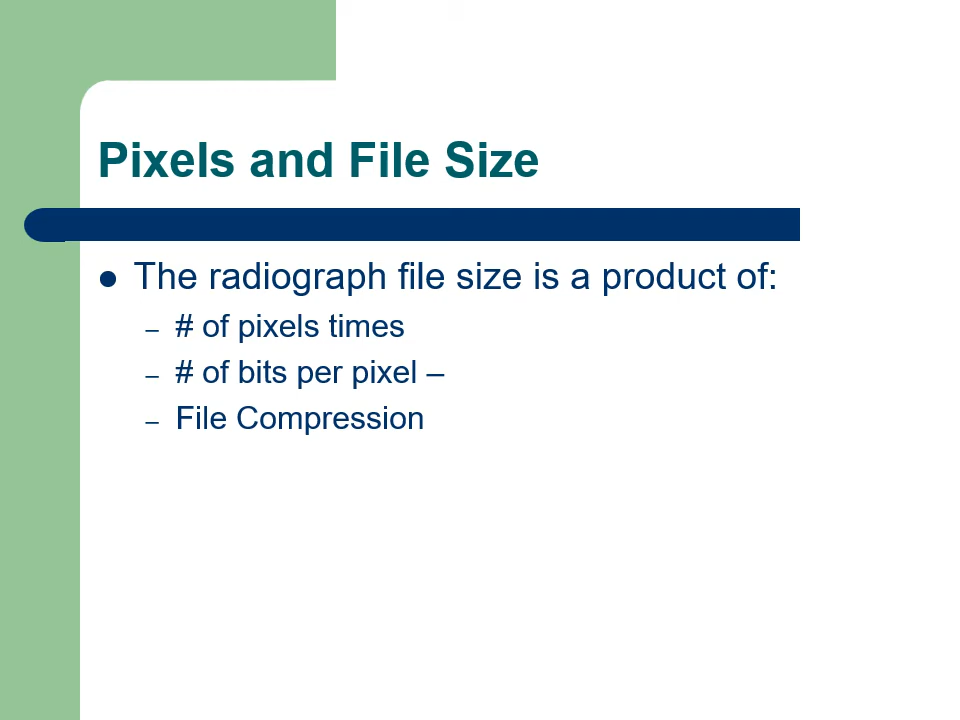 Pixels and File Size
● The radiograph file size is a product of:
– # of pixels times
– # of bits per pixel –
– File Compression